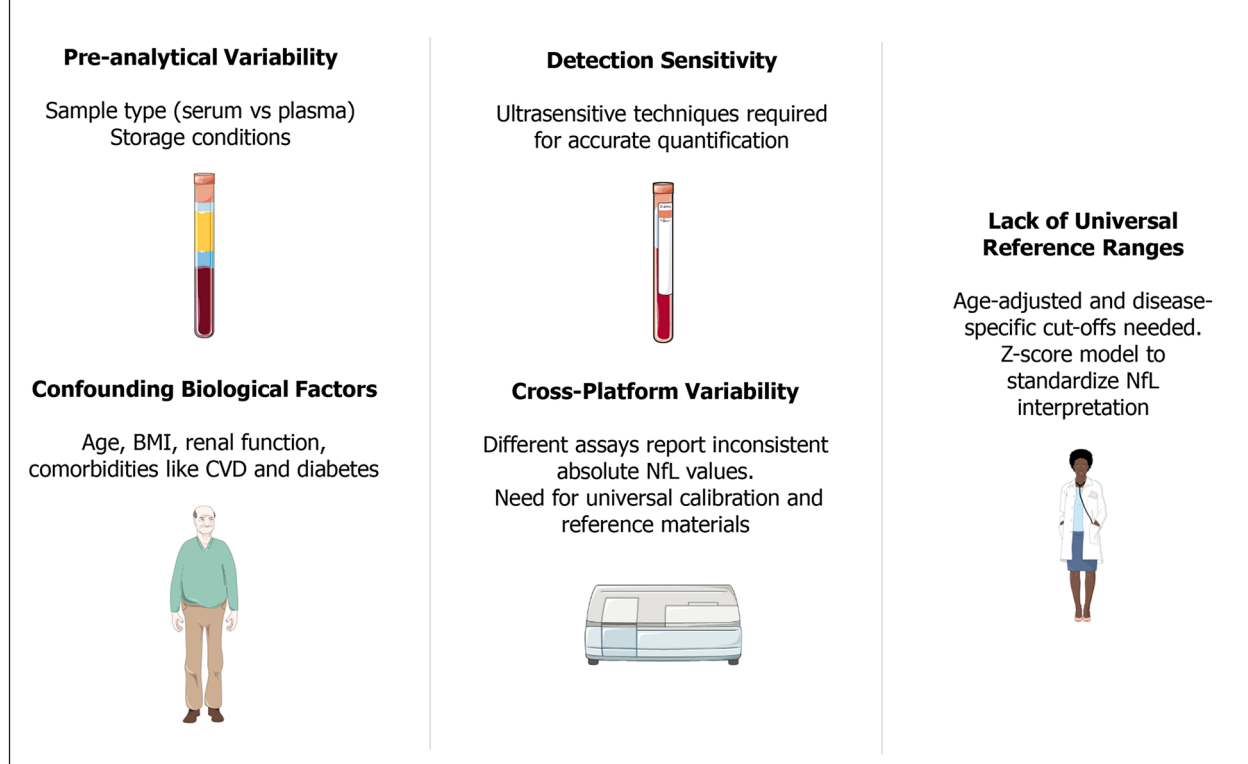 Pre-analytical Variability
Sample type (serum vs plasma)
Storage conditions
Confounding Biological Factors
Age, BMI, renal function,
comorbidities like CVD and diabetes
Detection Sensitivity
Ultrasensitive techniques required
for accurate quantification
Cross-Platform Variability
Different assays report inconsistent
absolute NfL values.
Need for universal calibration and
reference materials
Lack of Universal
Reference Ranges
Age-adjusted and disease-
specific cut-offs needed.
Z-score model to
standardize NfL
interpretation